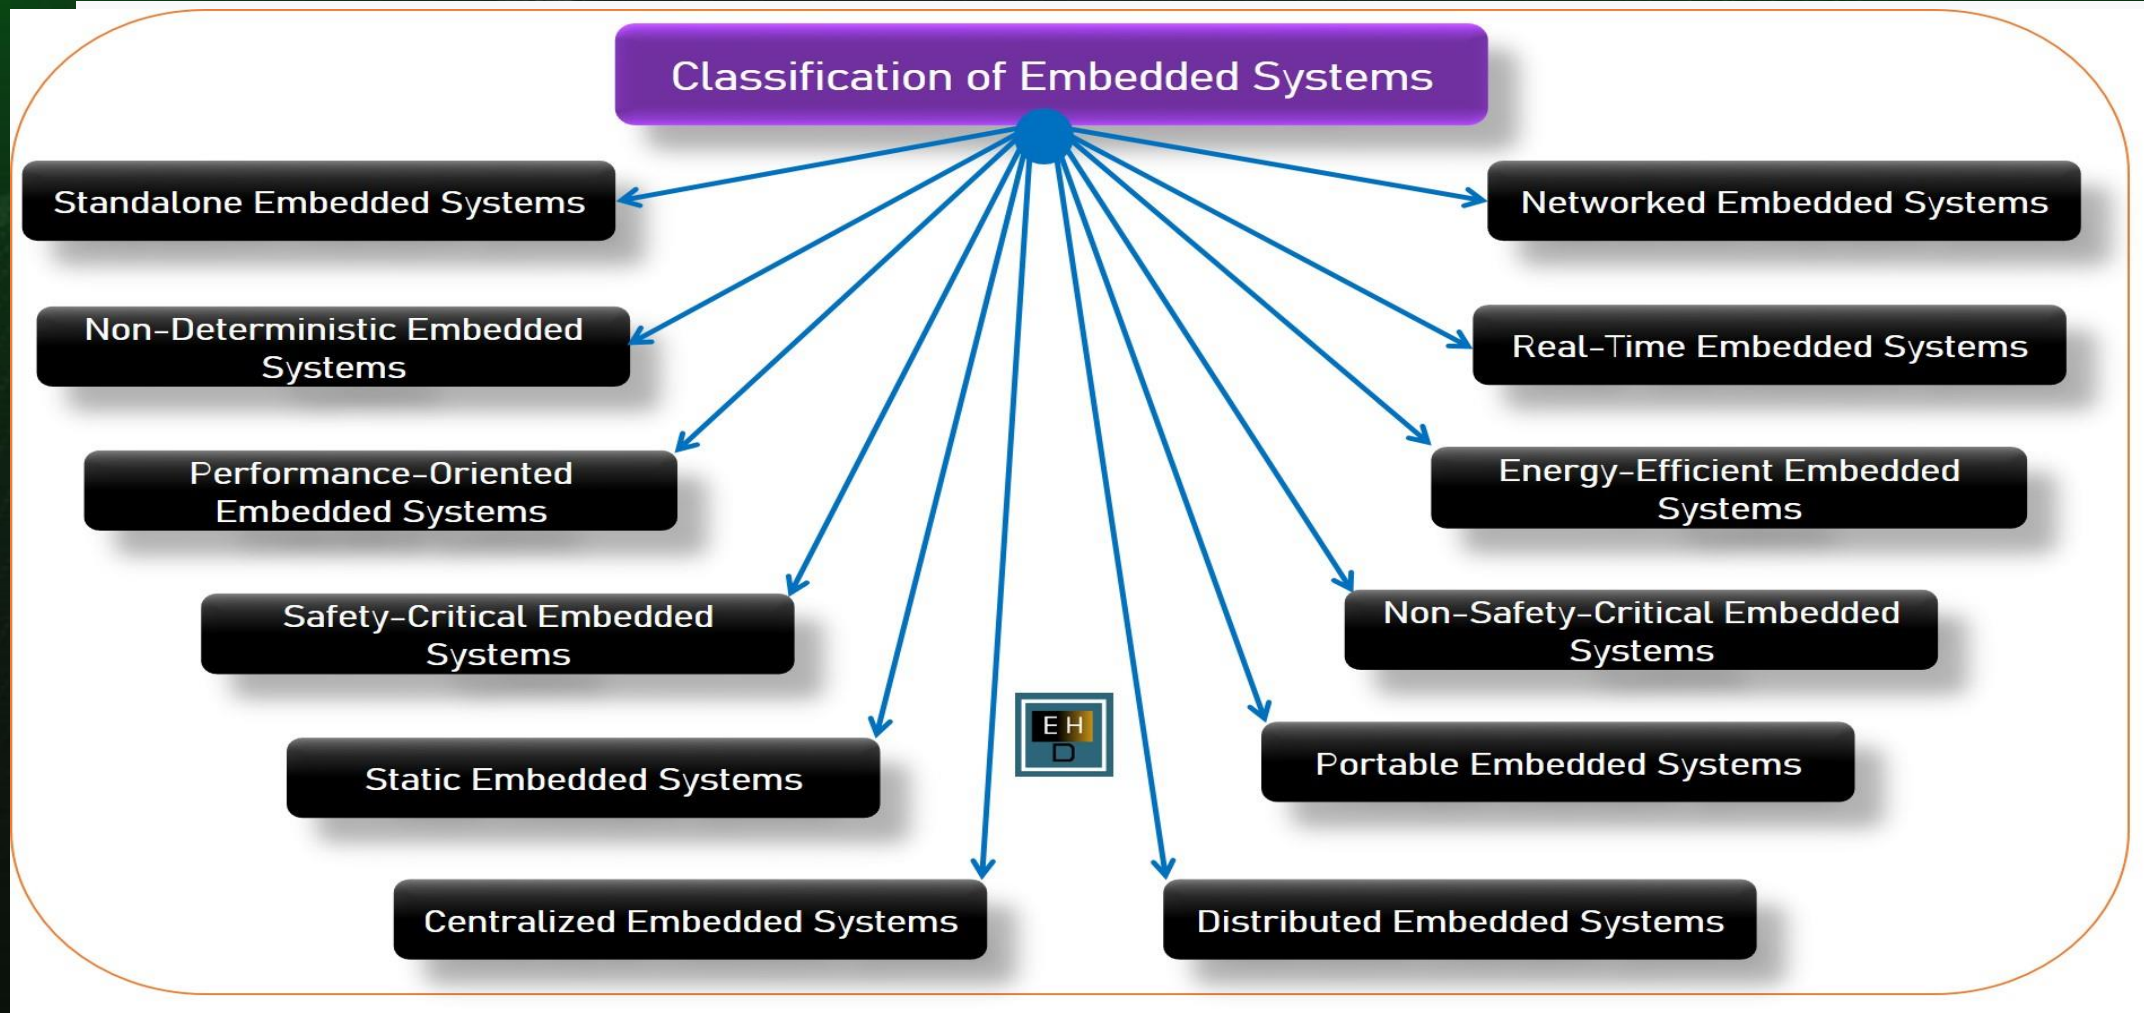 Classification of Embedded Systems
Standalone Embedded Systems
Networked Embedded Systems
Non-Deterministic Embedded
Systems
Real-Time Embedded Systems
Performance-Oriented
Embedded Systems
Energy-Efficient Embedded
Systems
Safety-Critical Embedded
Systems
Non-Safety-Critical Embedded
Systems
Static Embedded Systems
Portable Embedded Systems
E H
D
Centralized Embedded Systems
Distributed Embedded Systems